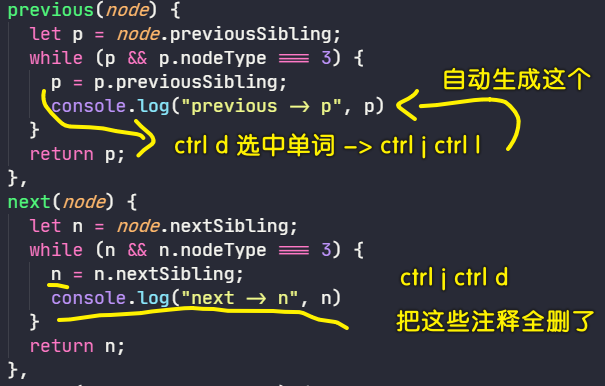 previous(node) {
let p = node.previousSibling;
while (p && p.nodeType === 3) {
p = p.previousSibling;
自动生成这个
console.log("previous -> p", p)
}
ctrl d 选中单词 -> ctrl j ctrl l
return p;
},
next(node) {
let n = node.nextSibling;
while (n && n.nodeType === 3) {
n = n.nextSibling;
ctrl j ctrl d
console.log("next -> n", n)
}
把这些注释全删了
return n;
},